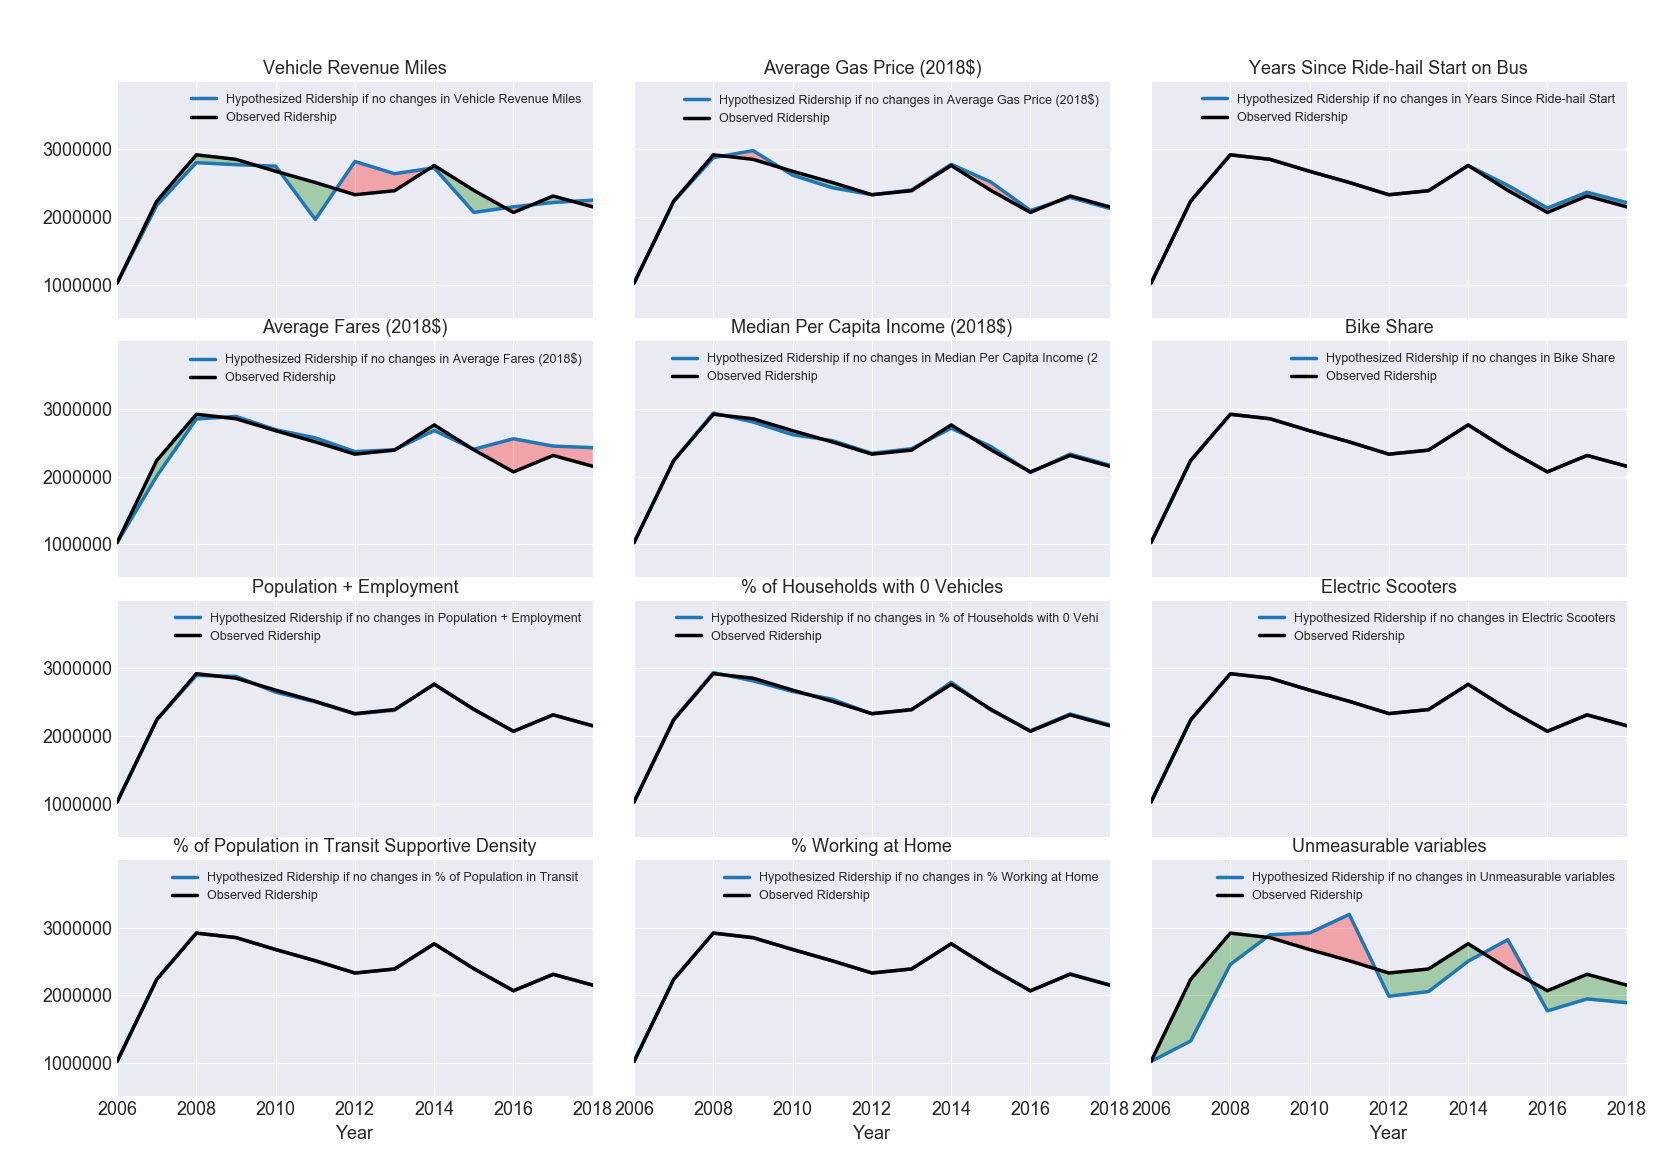 Vehicle Revenue Miles
Hypothesized Ridership if no changes in Vehicle Revenue Miles
Observed Ridership
3000000
2000000
1000000
Average Gas Price (2018$)
Hypothesized Ridership if no changes in Average Gas Price (2018$)
Observed Ridership
Years Since Ride-hail Start on Bus
Hypothesized Ridership if no changes in Years Since Ride-hail Start
Observed Ridership
Average Fares (2018$)
Hypothesized Ridership if no changes in Average Fares (2018$)
Observed Ridership
3000000
2000000
1000000
Median Per Capita Income (2018$)
Hypothesized Ridership if no changes in Median Per Capita Income (2
Observed Ridership
Bike Share
Hypothesized Ridership if no changes in Bike Share
Observed Ridership
Population + Employment
Hypothesized Ridership if no changes in Population + Employment
Observed Ridership
3000000
2000000
1000000
% of Households with 0 Vehicles
Hypothesized Ridership if no changes in % of Households with 0 Vehi
Observed Ridership
Electric Scooters
Hypothesized Ridership if no changes in Electric Scooters
Observed Ridership
% of Population in Transit Supportive Density
Hypothesized Ridership if no changes in % of Population in Transit
Observed Ridership
3000000
2000000
1000000
2006 2008 2010 2012 2014 2016 2018
Year
% Working at Home
Hypothesized Ridership if no changes in % Working at Home
Observed Ridership
2006 2008 2010 2012 2014 2016 2018
Year
Unmeasurable variables
Hypothesized Ridership if no changes in Unmeasurable variables
Observed Ridership
2006 2008 2010 2012 2014 2016 2018
Year